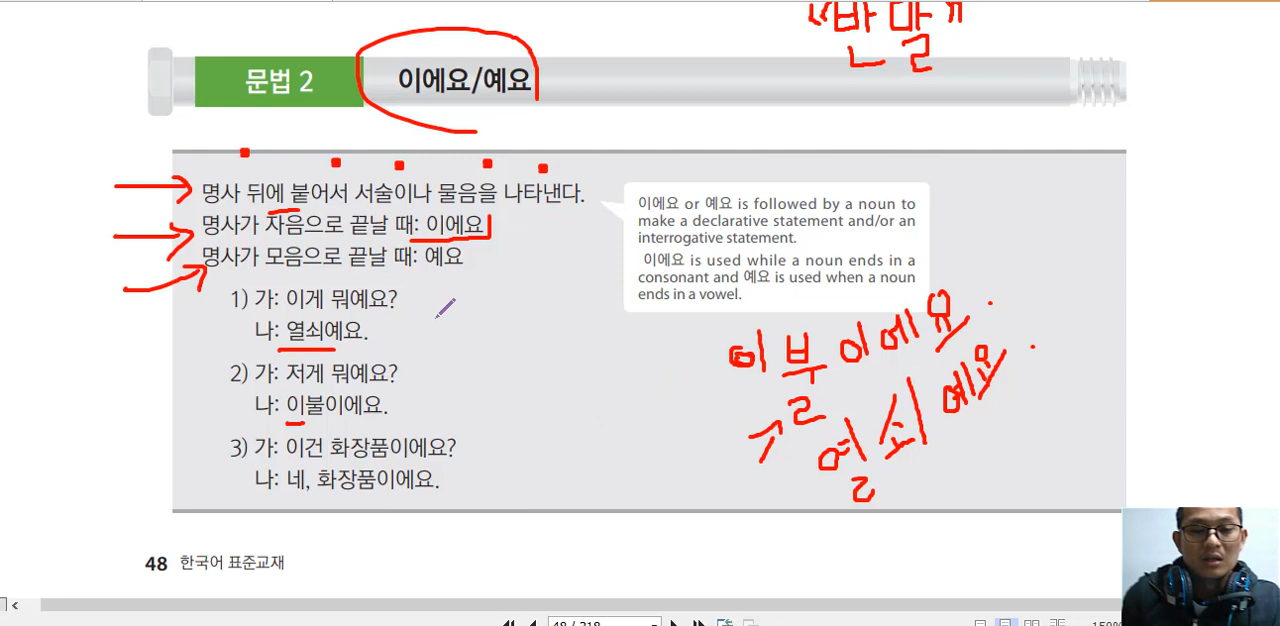 "반말"
문법 2
이에요/예요
명사 뒤에 붙어서 서술이나 물음을 나타낸다.
명사가 자음으로 끝날 때: 이에요
명사가 모음으로 끝날 때: 예요
이에요 or 예요 is followed by a noun to
make a declarative statement and/or an
interrogative statement.
이에요 is used while a noun ends in a
consonant and 예요 is used when a noun
ends in a vowel.
1) 가: 이게 뭐예요?
나: 열쇠예요.
2) 가: 저게 뭐예요?
나: 이불이에요.
3) 가: 이건 화장품이에요?
나: 네, 화장품이에요.
이불이에요.
열쇠예요.
48 한국어 표준교재
48 / 218